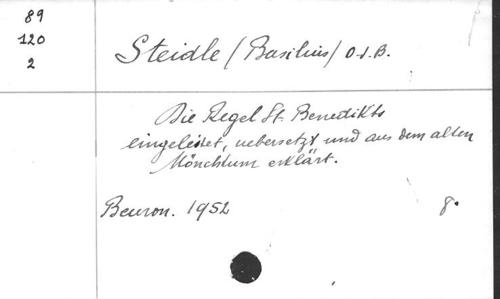 89
120
2
Steidle (Basilius) O.S.B.
Die Regel St. Benedikts
eingeleitet, uebersetzt und aus dem alten
Mönchtum erklärt.
Beuron. 1952 8°